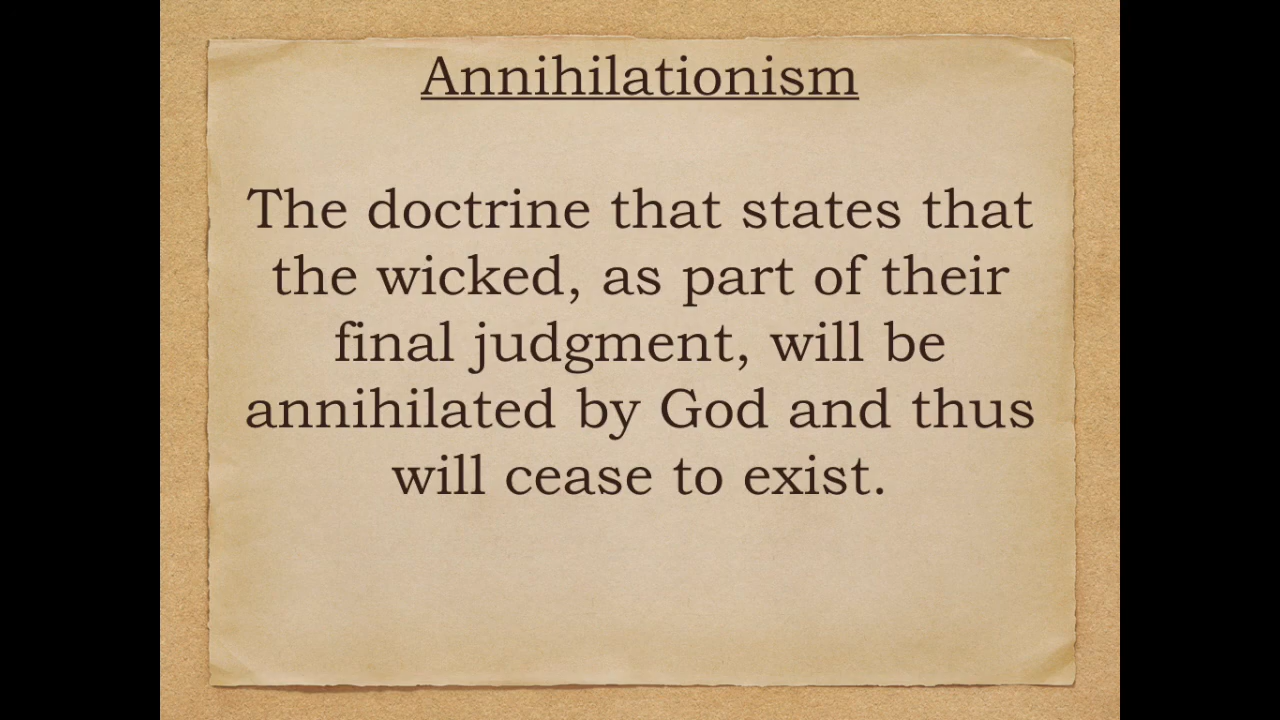 Annihilationism
The doctrine that states that
the wicked, as part of their
final judgment, will be
annihilated by God and thus
will cease to exist.